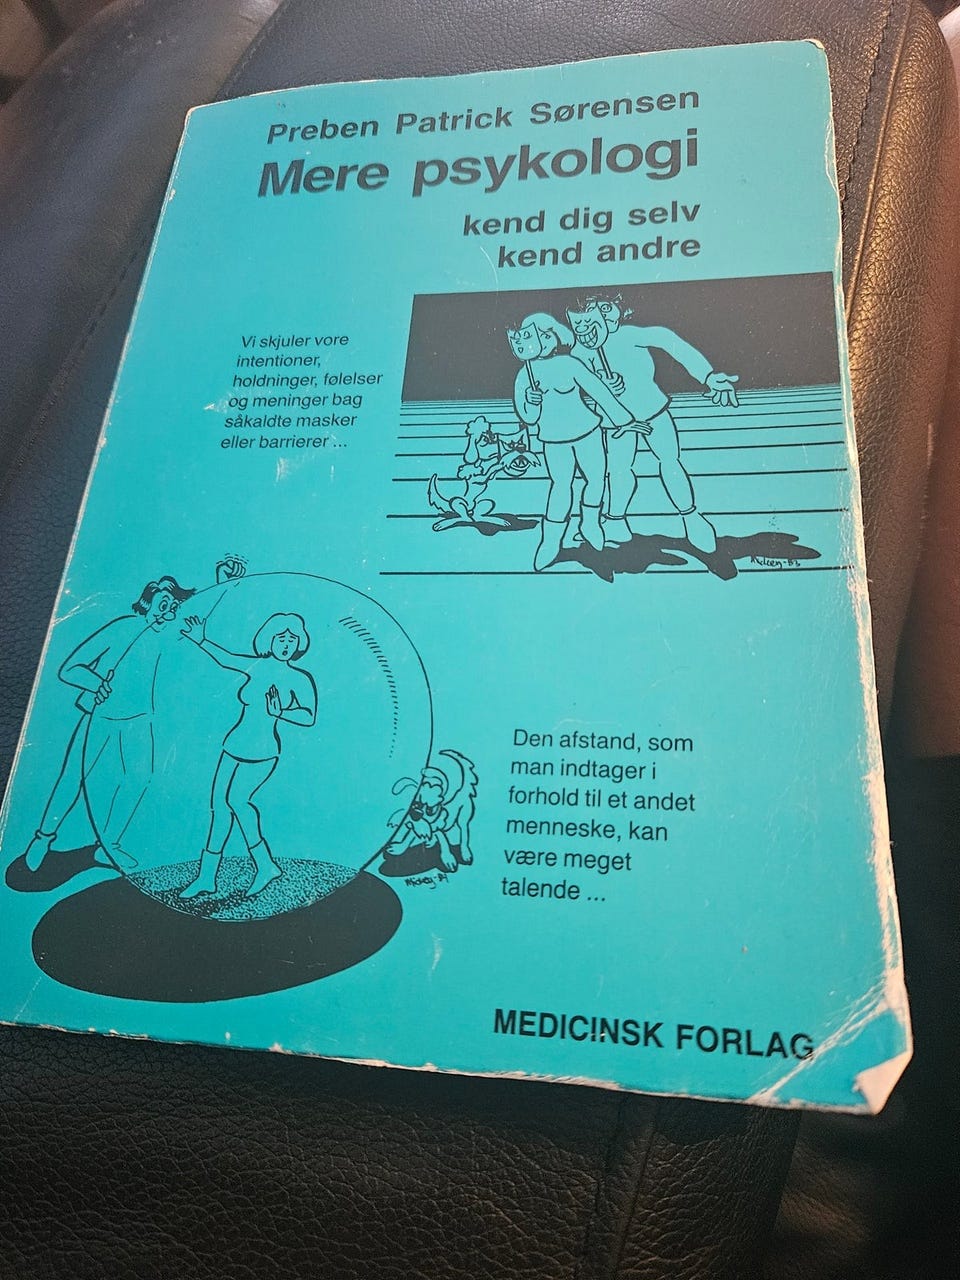 Preben Patrick Sørensen
Mere psykologi
kend dig selv
kend andre
Vi skjuler vore
intentioner,
holdninger, følelser
og meninger bag
såkaldte masker
eller barrierer ...
Den afstand, som
man indtager i
forhold til et andet
menneske, kan
være meget
talende ...
MEDICINSK FORLAG